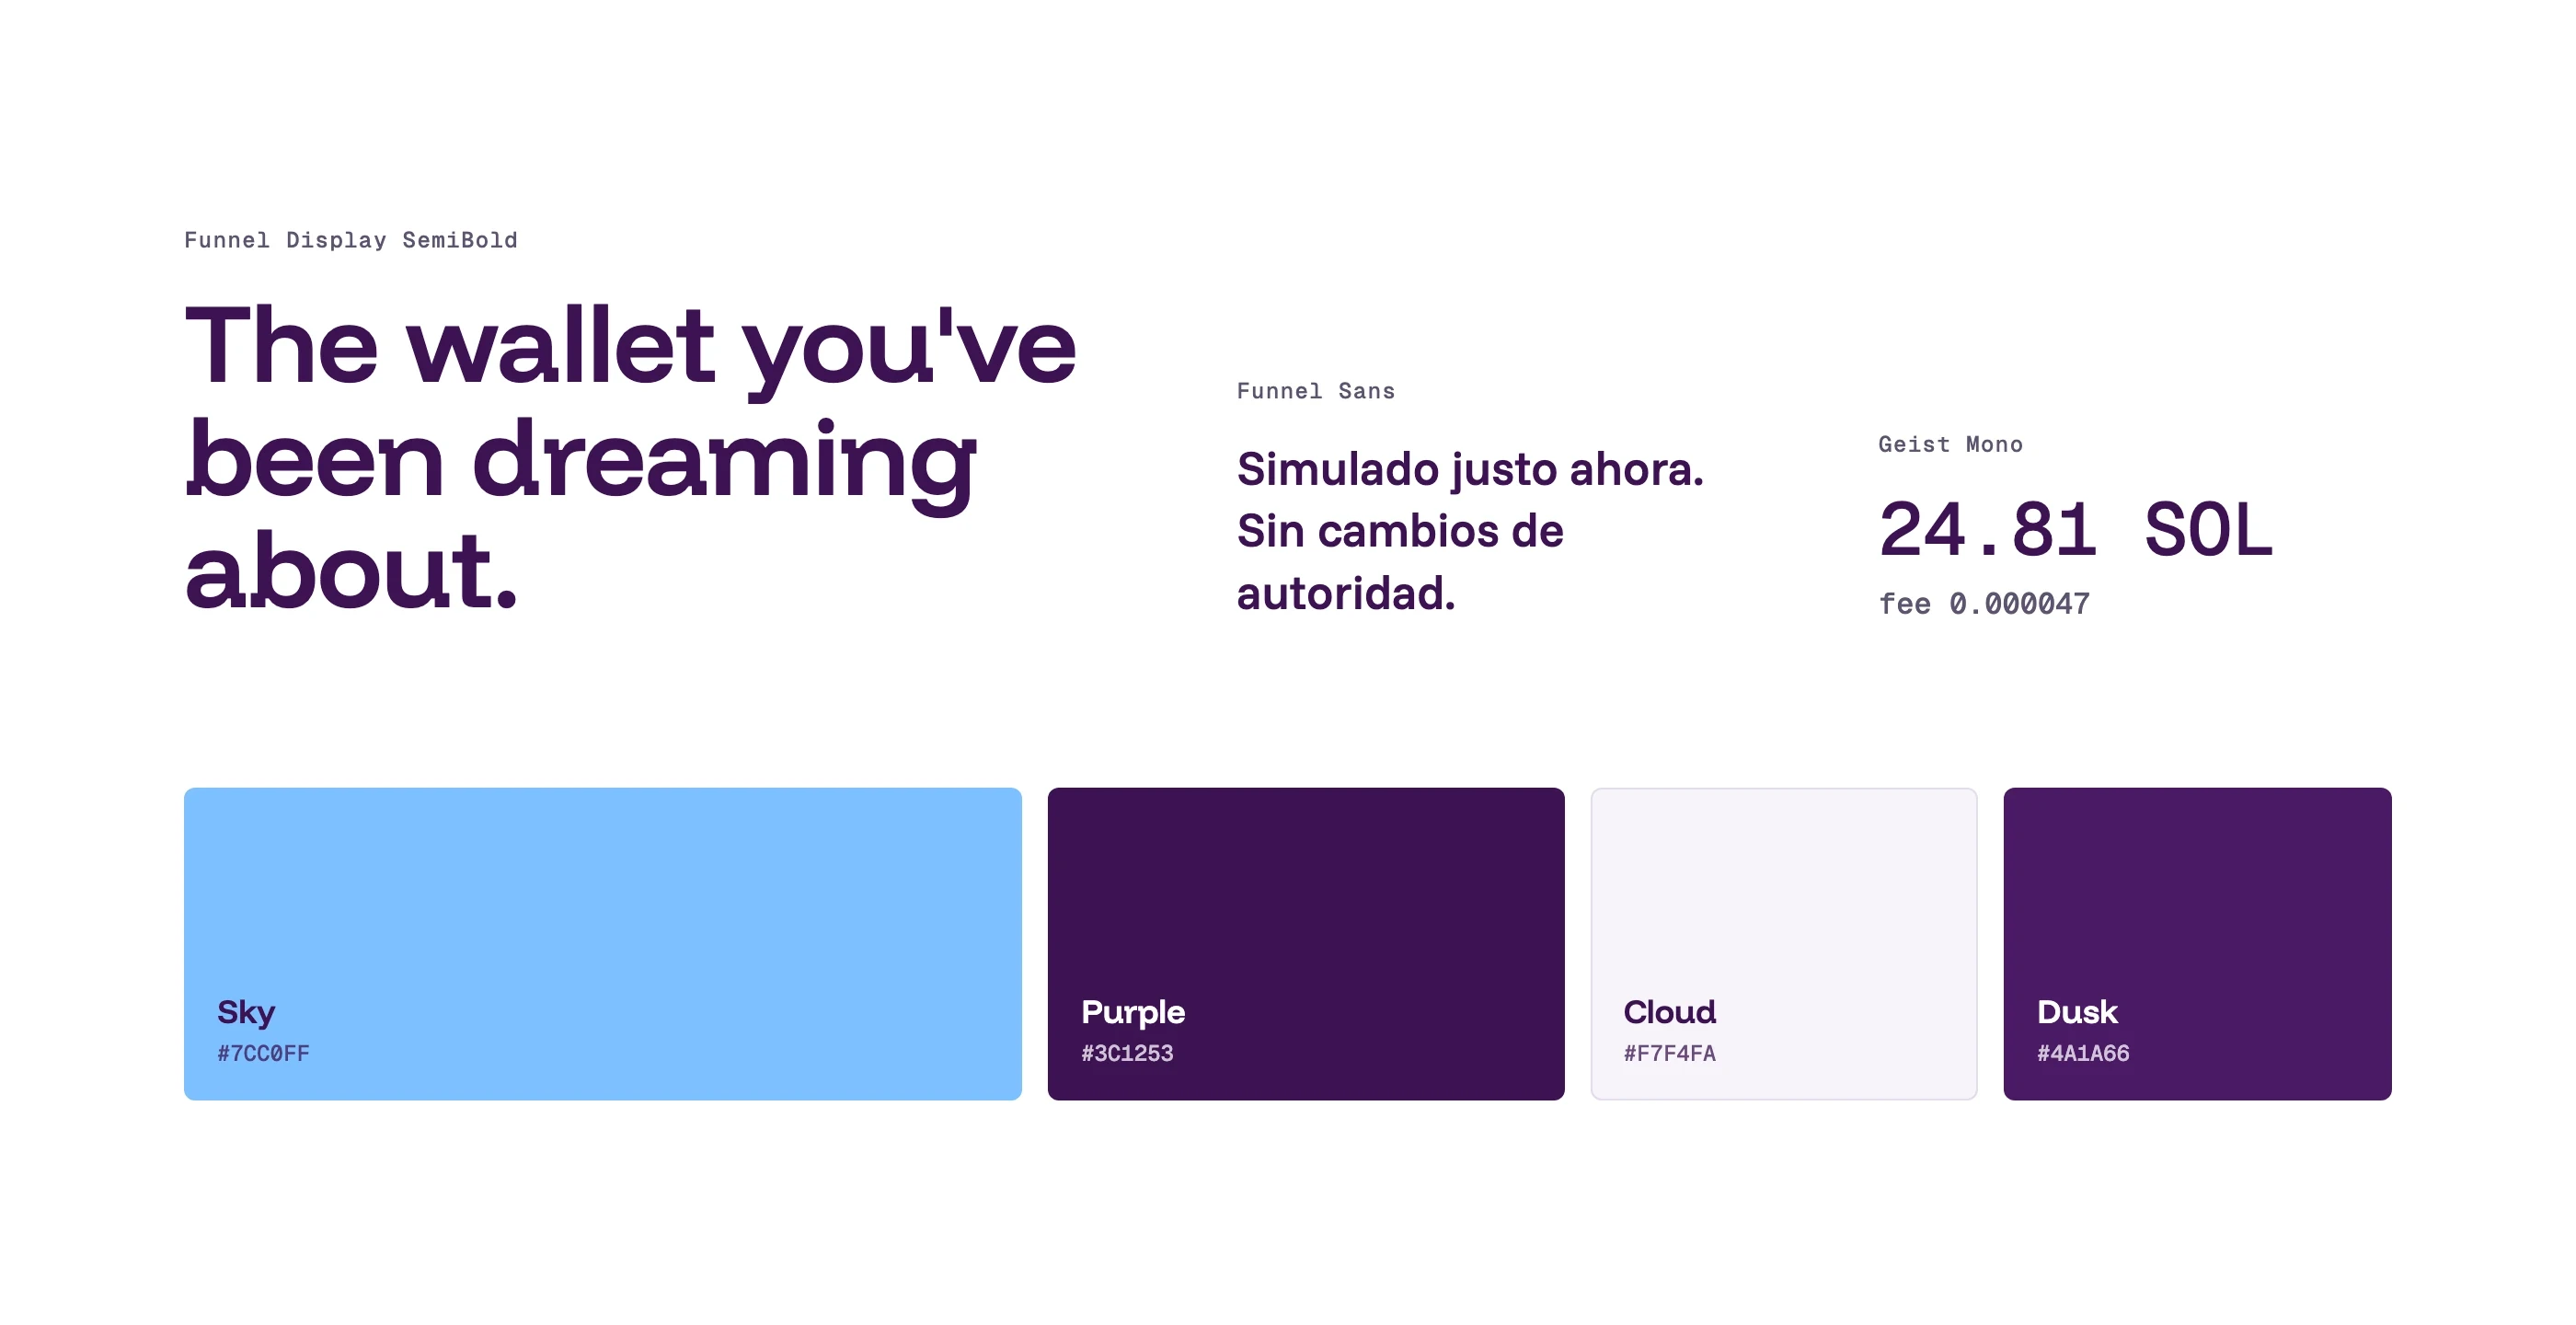 Funnel Display SemiBold
The wallet you've
been dreaming
about.
Funnel Sans
Simulado justo ahora.
Sin cambios de
autoridad.
Geist Mono
24.81 SOL
fee 0.000047
Sky
#7CC0FF
Purple
#3C1253
Cloud
#F7F4FA
Dusk
#4A1A66